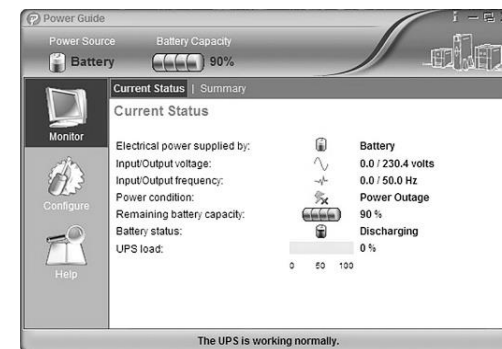 Power Guide
Power Source Battery Capacity
Battery 90%
Current Status | Summary
Current Status
Monitor
Electrical power supplied by: Battery
Input/Output voltage: 0.0 / 230.4 volts
Input/Output frequency: 0.0 / 50.0 Hz
Power condition: Power Outage
Configure
Remaining battery capacity: 90 %
Battery status: Discharging
UPS load: 0 %
0 50 100
Help
The UPS is working normally.